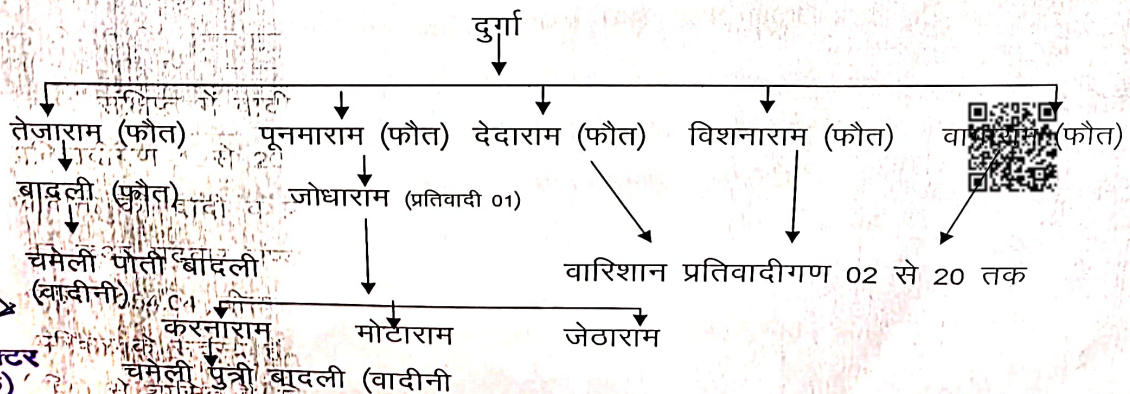 दुर्गा
तेजाराम (फौत) पूनमाराम (फौत) देदाराम (फौत) विशनाराम (फौत) (फौत)
बादली (फौत) जोधाराम (प्रतिवादी 01)
चमेली पोती बादली
(वादीनी)
वारिशान प्रतिवादीगण 02 से 20 तक
करनाराम मोटाराम जेठाराम
चमेली पुत्री बादली (वादीनी